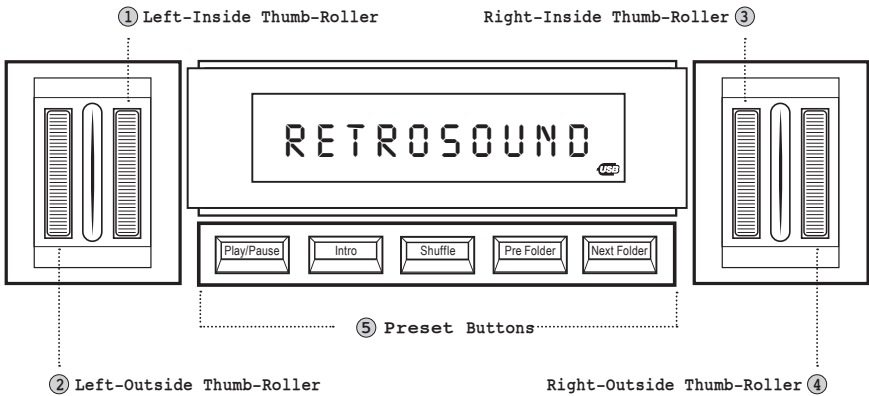 1 Left-Inside Thumb-Roller
Right-Inside Thumb-Roller 3
RETROSOUND
USB
Play/Pause
Intro
Shuffle
Pre Folder
Next Folder
5 Preset Buttons
2 Left-Outside Thumb-Roller
Right-Outside Thumb-Roller 4